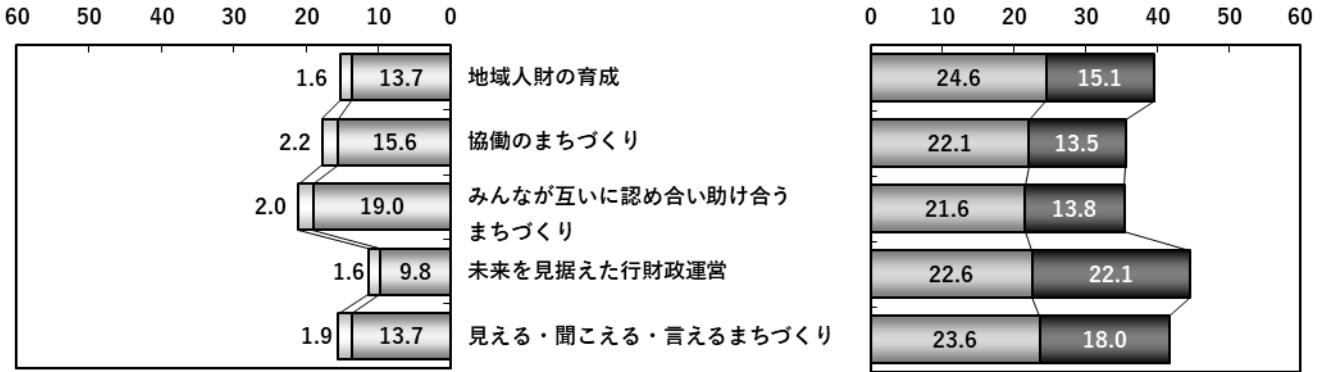 60 50 40 30 20 10 0 0 10 20 30 40 50 60
1.6 13.7 地域人財の育成 24.6 15.1
2.2 15.6 協働のまちづくり 22.1 13.5
2.0 19.0 みんなが互いに認め合い助け合う 21.6 13.8
まちづくり
1.6 9.8 未来を見据えた行財政運営 22.6 22.1
1.9 13.7 見える・聞こえる・言えるまちづくり 23.6 18.0